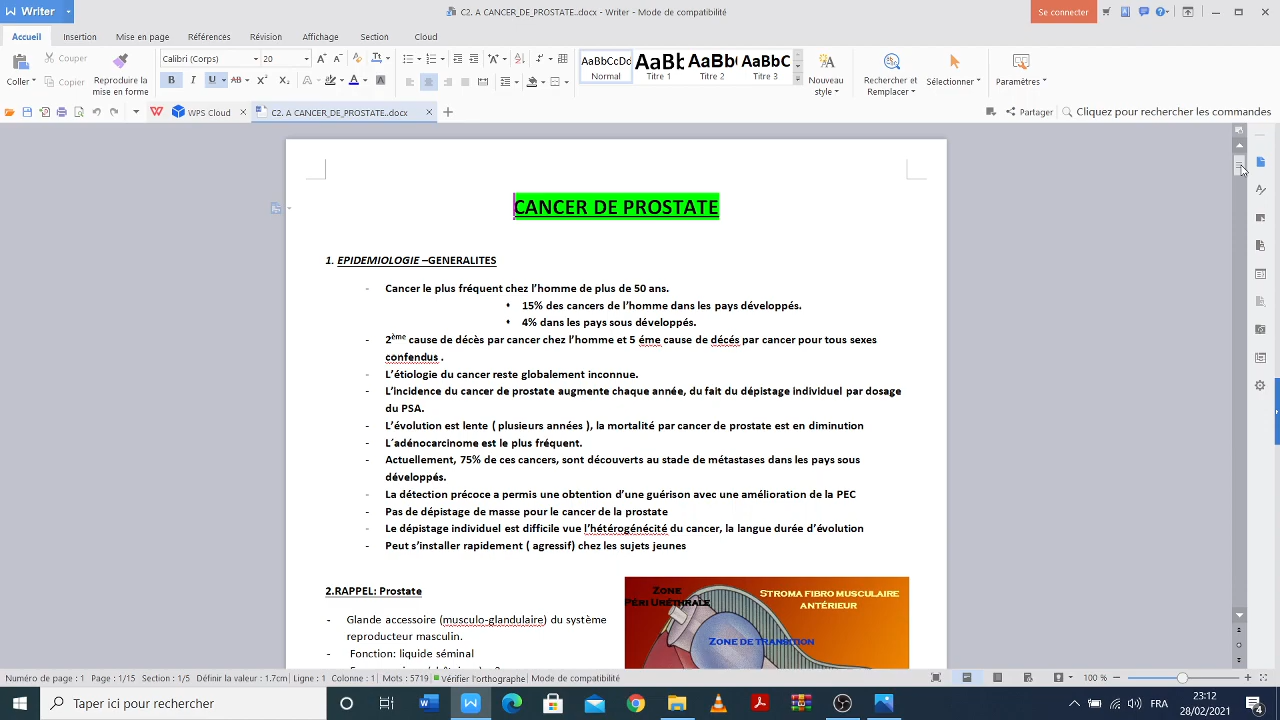 Writer
C2. A CANCER_DE_PROSTATE..docx - Writer - Mode de compatibilité
Se connecter
Accueil Insertion Mise en page Références Révision Affichage Section Cloud
Coller Couper Copier Reproduire la mise en forme
Calibri (Corps) 20
AaBbCcDd AaBb AaBb AaBbC
Normal Titre 1 Titre 2 Titre 3
Nouveau style Rechercher et Remplacer Sélectionner Paramètres
WPS Cloud C2. A CANCER_DE_PROSTATE..docx
Partager Cliquez pour rechercher les Commandes
CANCER DE PROSTATE
1. EPIDEMIOLOGIE –GENERALITES
- Cancer le plus fréquent chez l’homme de plus de 50 ans.
• 15% des cancers de l’homme dans les pays développés.
• 4% dans les pays sous développés.
- 2ème cause de décès par cancer chez l’homme et 5 éme cause de décés par cancer pour tous sexes
confendus .
- L’étiologie du cancer reste globalement inconnue.
- L’incidence du cancer de prostate augmente chaque année, du fait du dépistage individuel par dosage
du PSA.
- L’évolution est lente ( plusieurs années ), la mortalité par cancer de prostate est en diminution
- L´adénocarcinome est le plus fréquent.
- Actuellement, 75% de ces cancers, sont découverts au stade de métastases dans les pays sous
développés.
- La détection précoce a permis une obtention d’une guérison avec une amélioration de la PEC
- Pas de dépistage de masse pour le cancer de la prostate
- Le dépistage individuel est difficile vue l’hétérogénécité du cancer, la langue durée d’évolution
- Peut s’installer rapidement ( agressif) chez les sujets jeunes
2.RAPPEL: Prostate
- Glande accessoire (musculo-glandulaire) du système
reproducteur masculin.
- Fonction: liquide séminal
Zone
Péri Uréthrale
Stroma fibro musculaire
antérieur
Zone de transition
Numéro de page : 1 Page : 1/13 Section : 1/5 Définir la valeur : 1.7cm Ligne : 1 Colonne : 1 Mots : 5719 Vérifier l'orthographe
100 %
Tapez ici pour rechercher
FRA
23:12
28/02/2021
4